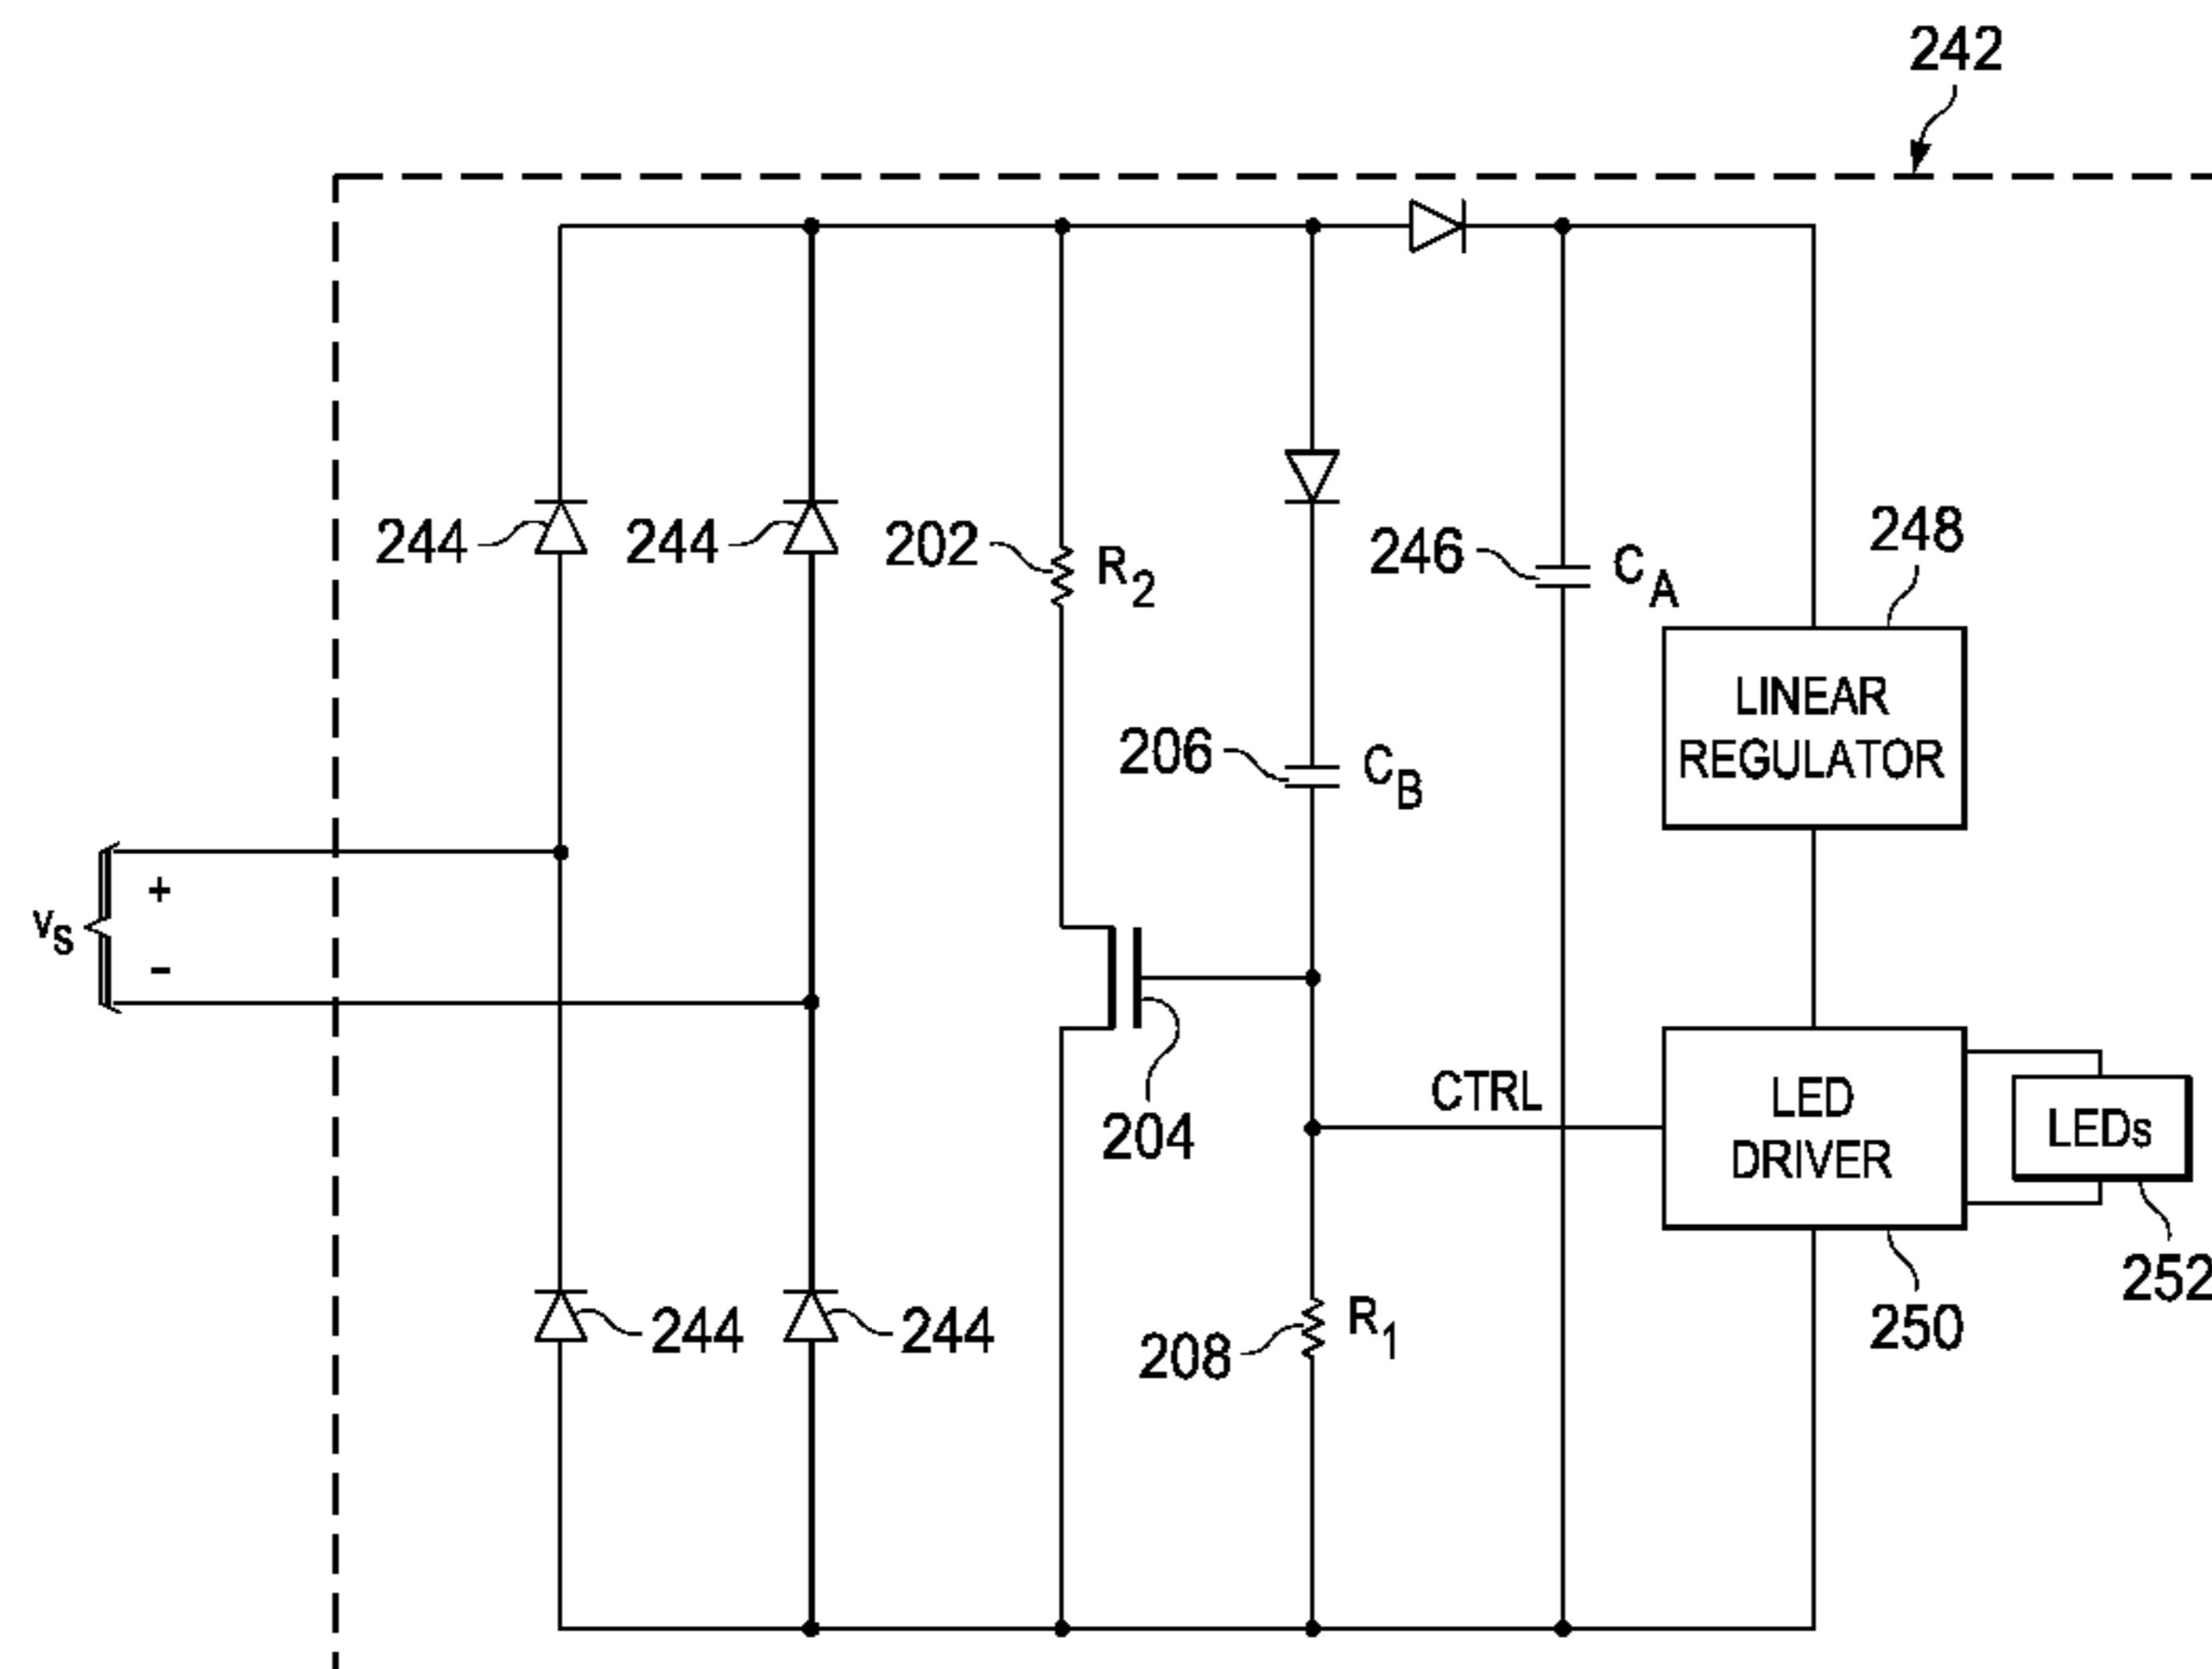 242
244
244
202
R2
246
CA
248
LINEAR
REGULATOR
206
CB
vs
+
-
204
CTRL
LED
DRIVER
LEDs
252
250
244
244
208
R1